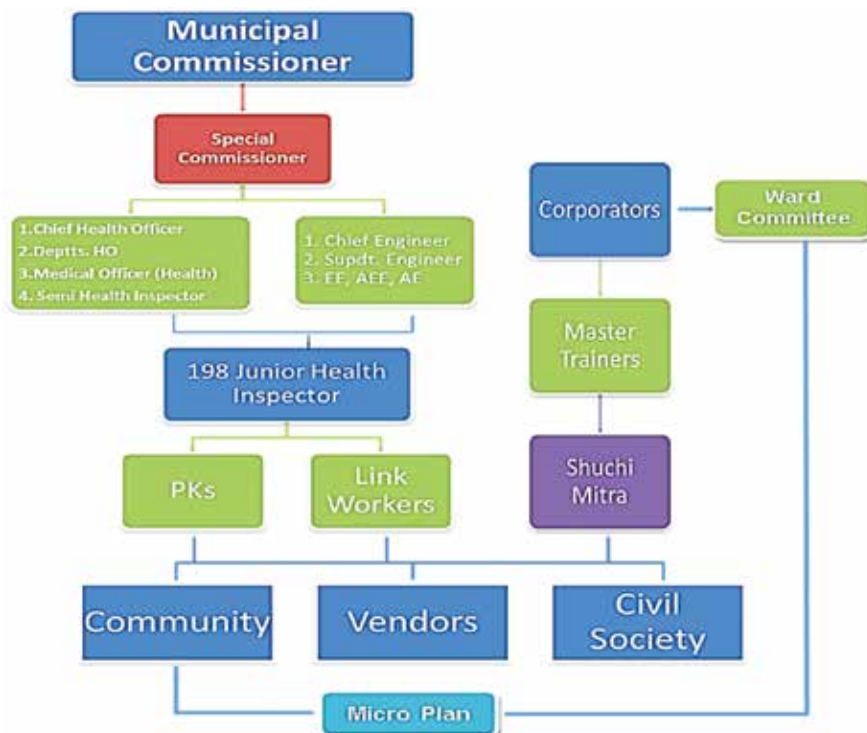 Municipal
Commissioner
Special
Commissioner
1.Chief Health Officer
2.Deptts. HO
3.Medical Officer (Health)
4. Semi Health Inspector
1. Chief Engineer
2. Supdt. Engineer
3. EE, AEE, AE
Corporators
Ward
Committee
198 Junior Health
Inspector
Master
Trainers
PKs
Link
Workers
Shuchi
Mitra
Community
Vendors
Civil
Society
Micro Plan